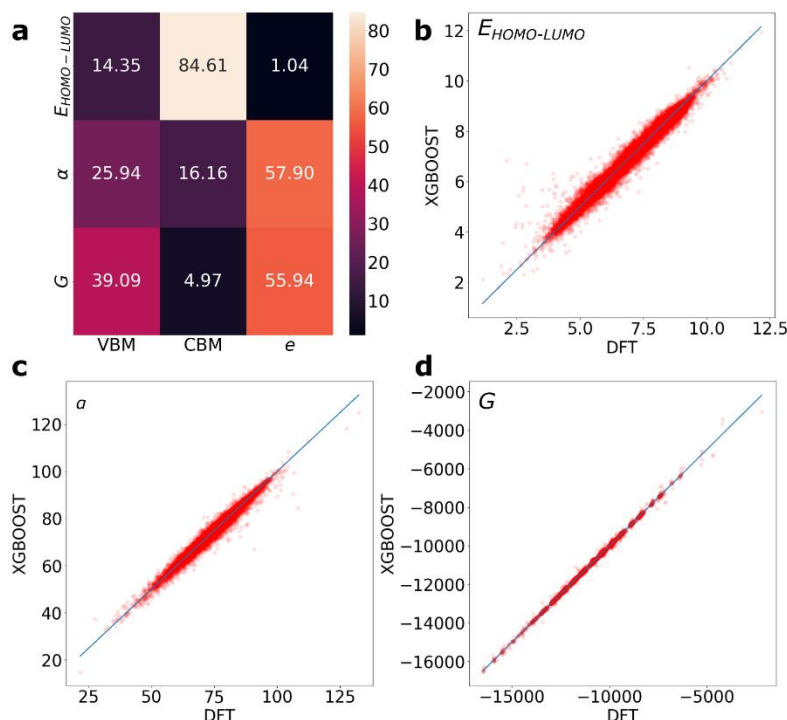 a
E_HOMO-LUMO
14.35 84.61 1.04
α
25.94 16.16 57.90
G
39.09 4.97 55.94
VBM CBM e
80
70
60
50
40
30
20
10
b
E_HOMO-LUMO
XGBOOST
12
10
8
6
4
2
2.5 5.0 7.5 10.0 12.5
DFT
c
α
XGBOOST
120
100
80
60
40
20
25 50 75 100 125
DFT
d
G
XGBOOST
−2000
−4000
−6000
−8000
−10000
−12000
−14000
−16000
−15000 −10000 −5000
DFT